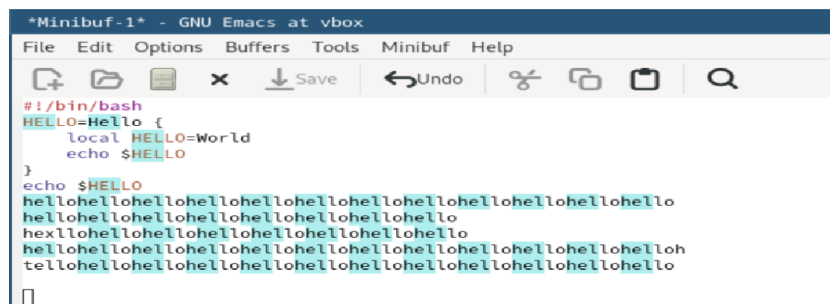 *Minibuf-1* - GNU Emacs at vbox
File Edit Options Buffers Tools Minibuf Help
Save Undo
#!/bin/bash
HELLO=Hello {
    local HELLO=World
    echo $HELLO
}
echo $HELLO
hellohellohellohellohellohellohellohellohellohellohellohello
hellohellohellohellohellohellohellohello
hexllohellohellohellohellohellohellohello
hellohellohellohellohellohellohellohellohellohellohellohelloh
tellohellohellohellohellohellohellohellohellohellohellohello